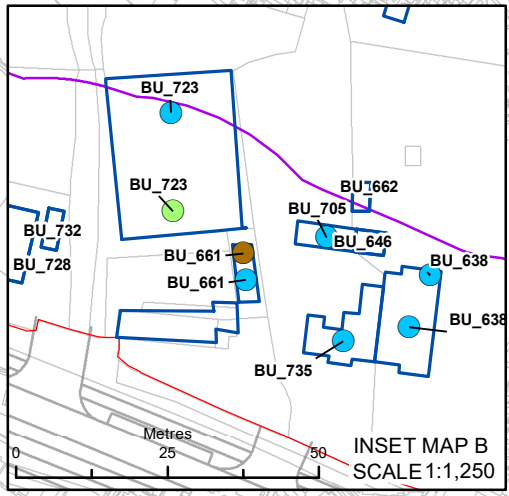 BU_723
BU_723
BU_662
BU_705
BU_732
BU_646
BU_728
BU_661
BU_638
BU_661
BU_638
BU_735
Metres
0 25 50
INSET MAP B
SCALE 1:1,250